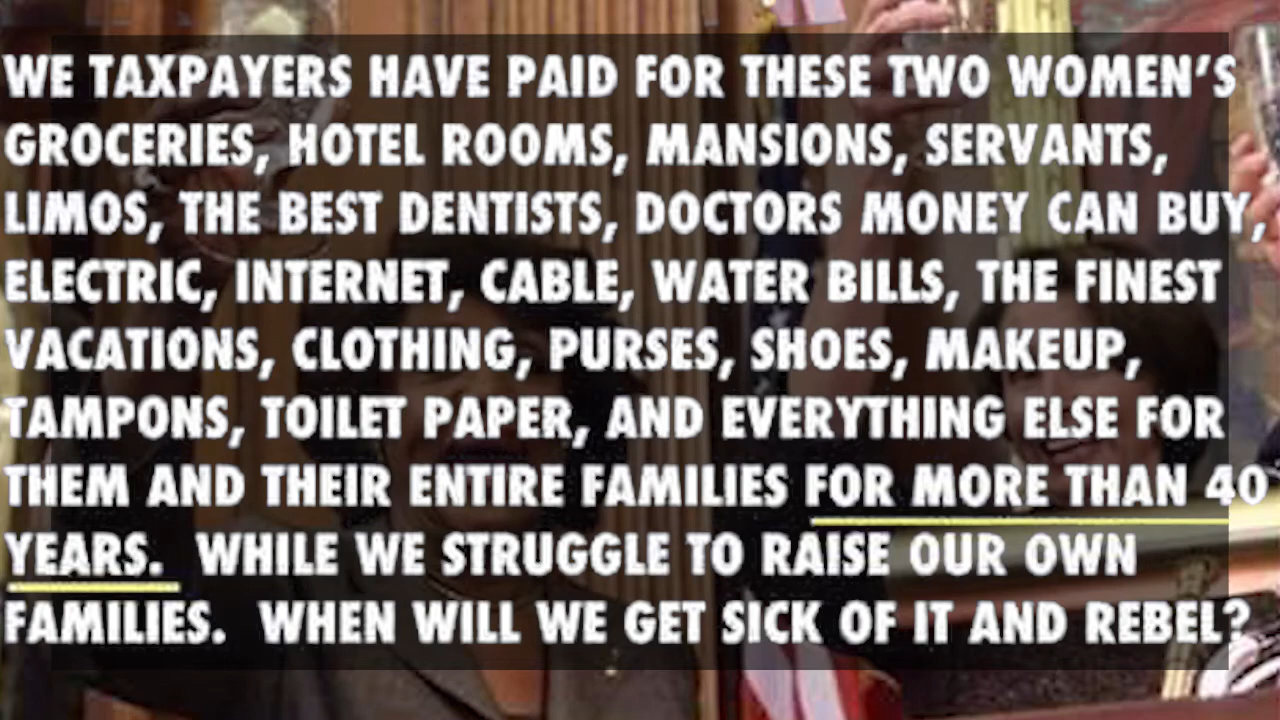 WE TAXPAYERS HAVE PAID FOR THESE TWO WOMEN'S
GROCERIES, HOTEL ROOMS, MANSIONS, SERVANTS,
LIMOS, THE BEST DENTISTS, DOCTORS MONEY CAN BUY,
ELECTRIC, INTERNET, CABLE, WATER BILLS, THE FINEST
VACATIONS, CLOTHING, PURSES, SHOES, MAKEUP,
TAMPONS, TOILET PAPER, AND EVERYTHING ELSE FOR
THEM AND THEIR ENTIRE FAMILIES FOR MORE THAN 40
YEARS. WHILE WE STRUGGLE TO RAISE OUR OWN
FAMILIES. WHEN WILL WE GET SICK OF IT AND REBEL?